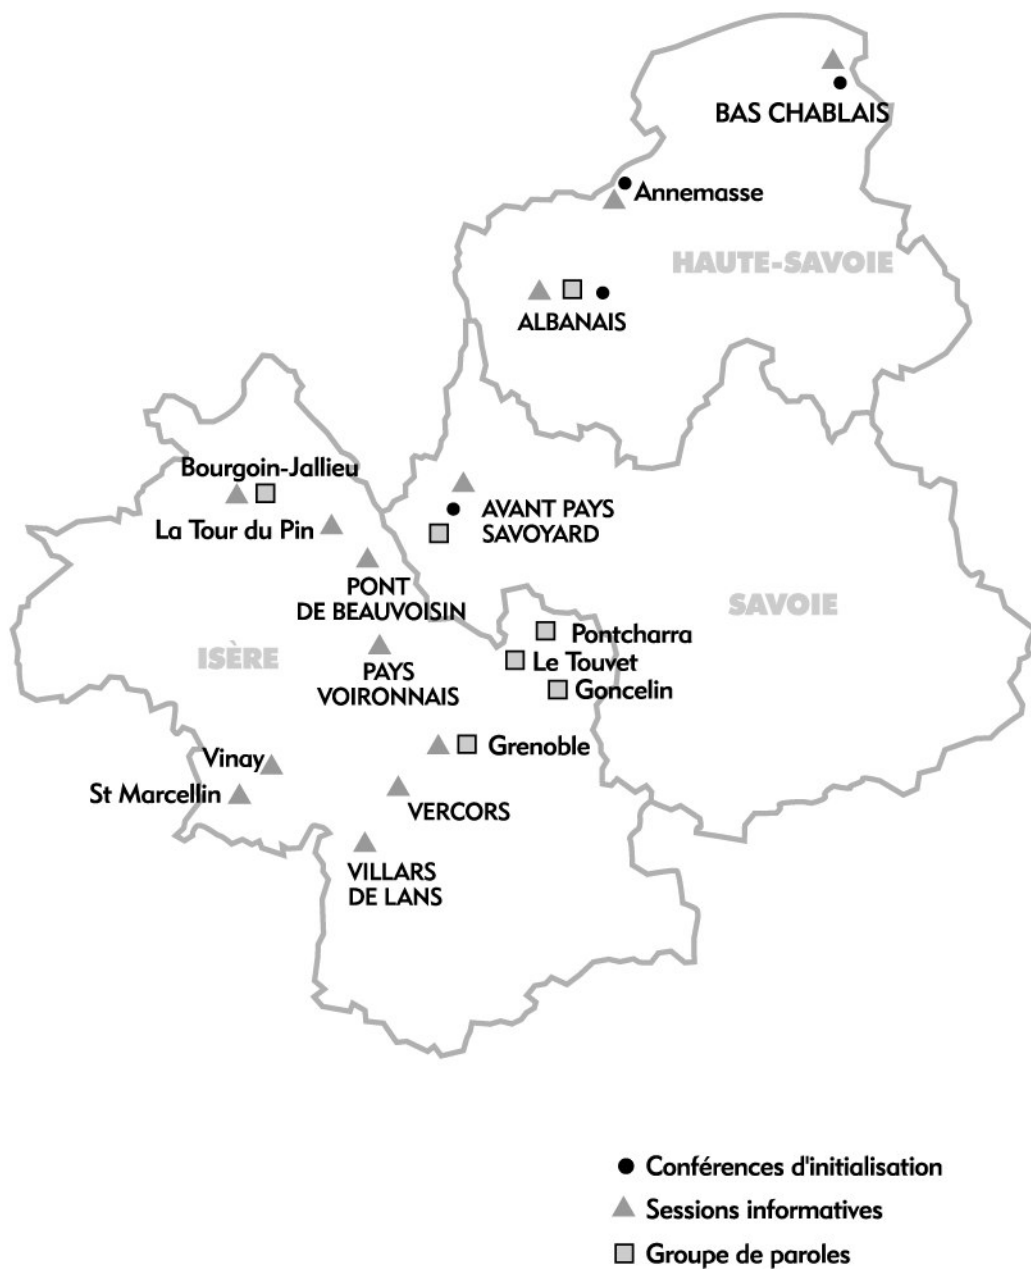 BAS CHABLAIS
Annemasse
HAUTE-SAVOIE
ALBANAIS
Bourgoin-Jallieu
La Tour du Pin
AVANT PAYS
SAVOYARD
PONT
DE BEAUVOISIN
SAVOIE
Pontcharra
ISÈRE
Le Touvet
PAYS
VOIRONNAIS
Goncelin
Grenoble
Vinay
St Marcellin
VERCORS
VILLARS
DE LANS
Conférences d'initialisation
Sessions informatives
Groupe de paroles